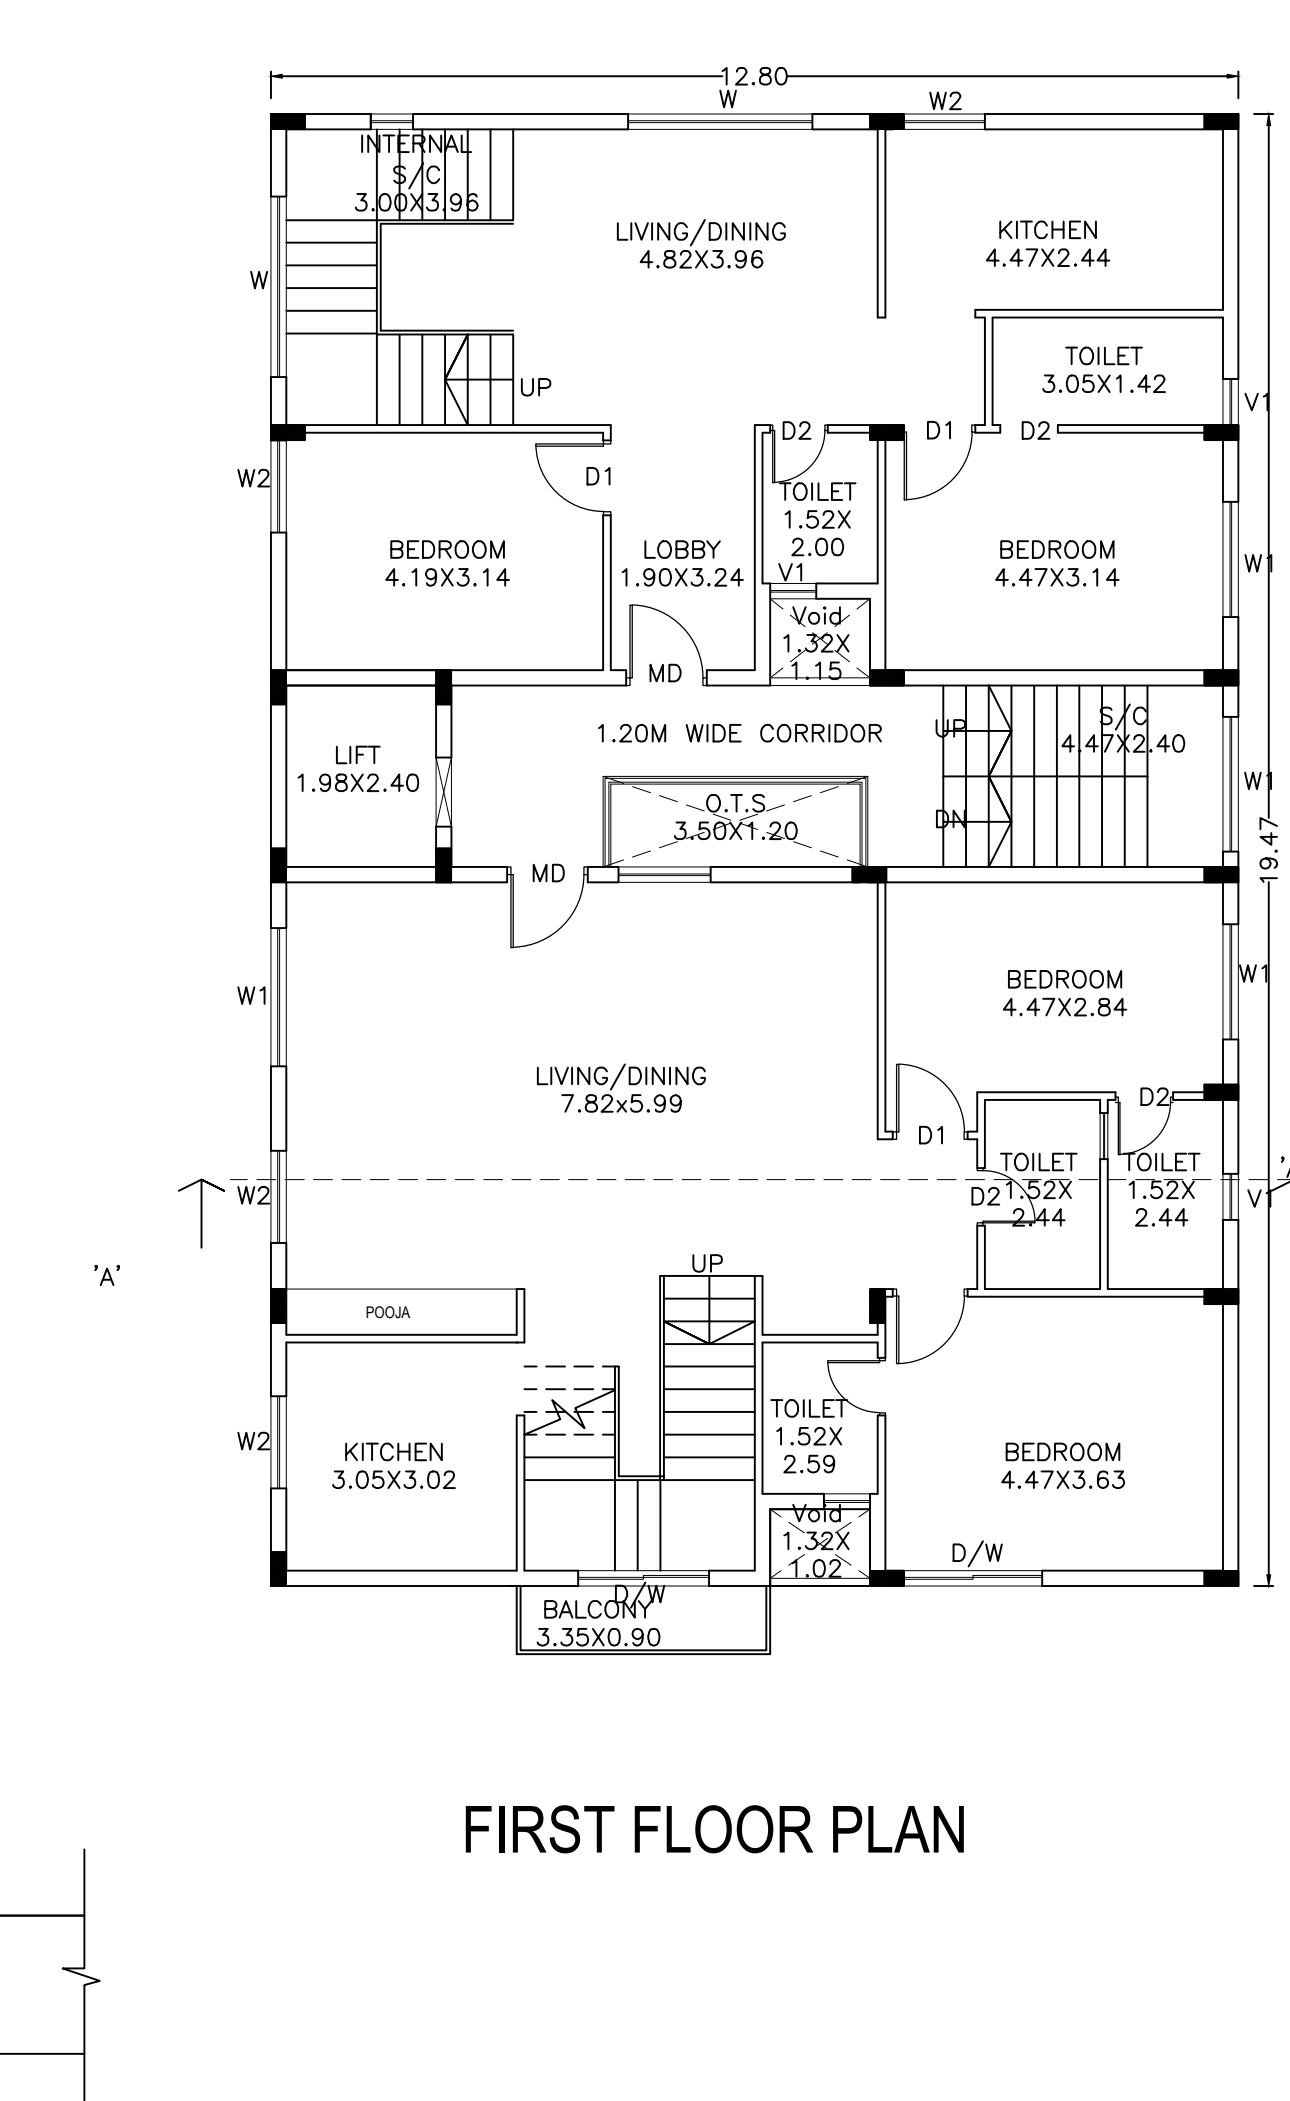 12.80
W
W2
INTERNAL
S/C
3.00X3.96
LIVING/DINING
4.82X3.96
KITCHEN
4.47X2.44
W
TOILET
3.05X1.42
UP
V1
D2
D1
D2
W2
D1
TOILET
1.52X
2.00
BEDROOM
4.19X3.14
LOBBY
1.90X3.24
BEDROOM
4.47X3.14
W1
V1
Void
1.32X
1.15
MD
1.20M WIDE CORRIDOR
UP
S/C
4.47X2.40
LIFT
1.98X2.40
W1
O.T.S
3.50X1.20
DN
19.47
MD
W1
BEDROOM
4.47X2.84
W1
LIVING/DINING
7.82x5.99
D2
D1
TOILET
1.52X
2.44
TOILET
1.52X
2.44
W2
D2
V1
'A'
UP
POOJA
TOILET
1.52X
2.59
W2
KITCHEN
3.05X3.02
BEDROOM
4.47X3.63
Void
1.32X
1.02
D/W
D/W
BALCONY
3.35X0.90
FIRST FLOOR PLAN